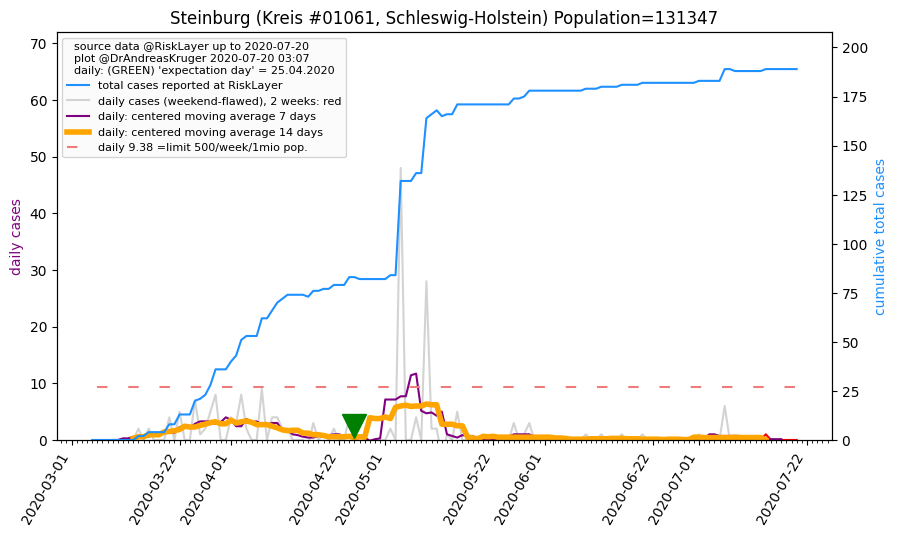 Steinburg (Kreis #01061, Schleswig-Holstein) Population=131347
source data @RiskLayer up to 2020-07-20
plot @DrAndreasKruger 2020-07-20 03:07
daily: (GREEN) 'expectation day' = 25.04.2020
total cases reported at RiskLayer
daily cases (weekend-flawed), 2 weeks: red
daily: centered moving average 7 days
daily: centered moving average 14 days
daily 9.38 =limit 500/week/1mio pop.
daily cases
70
60
50
40
30
20
10
0
cumulative total cases
200
175
150
125
100
75
50
25
0
2020-03-01
2020-03-22
2020-04-01
2020-04-22
2020-05-01
2020-05-22
2020-06-01
2020-06-22
2020-07-01
2020-07-22